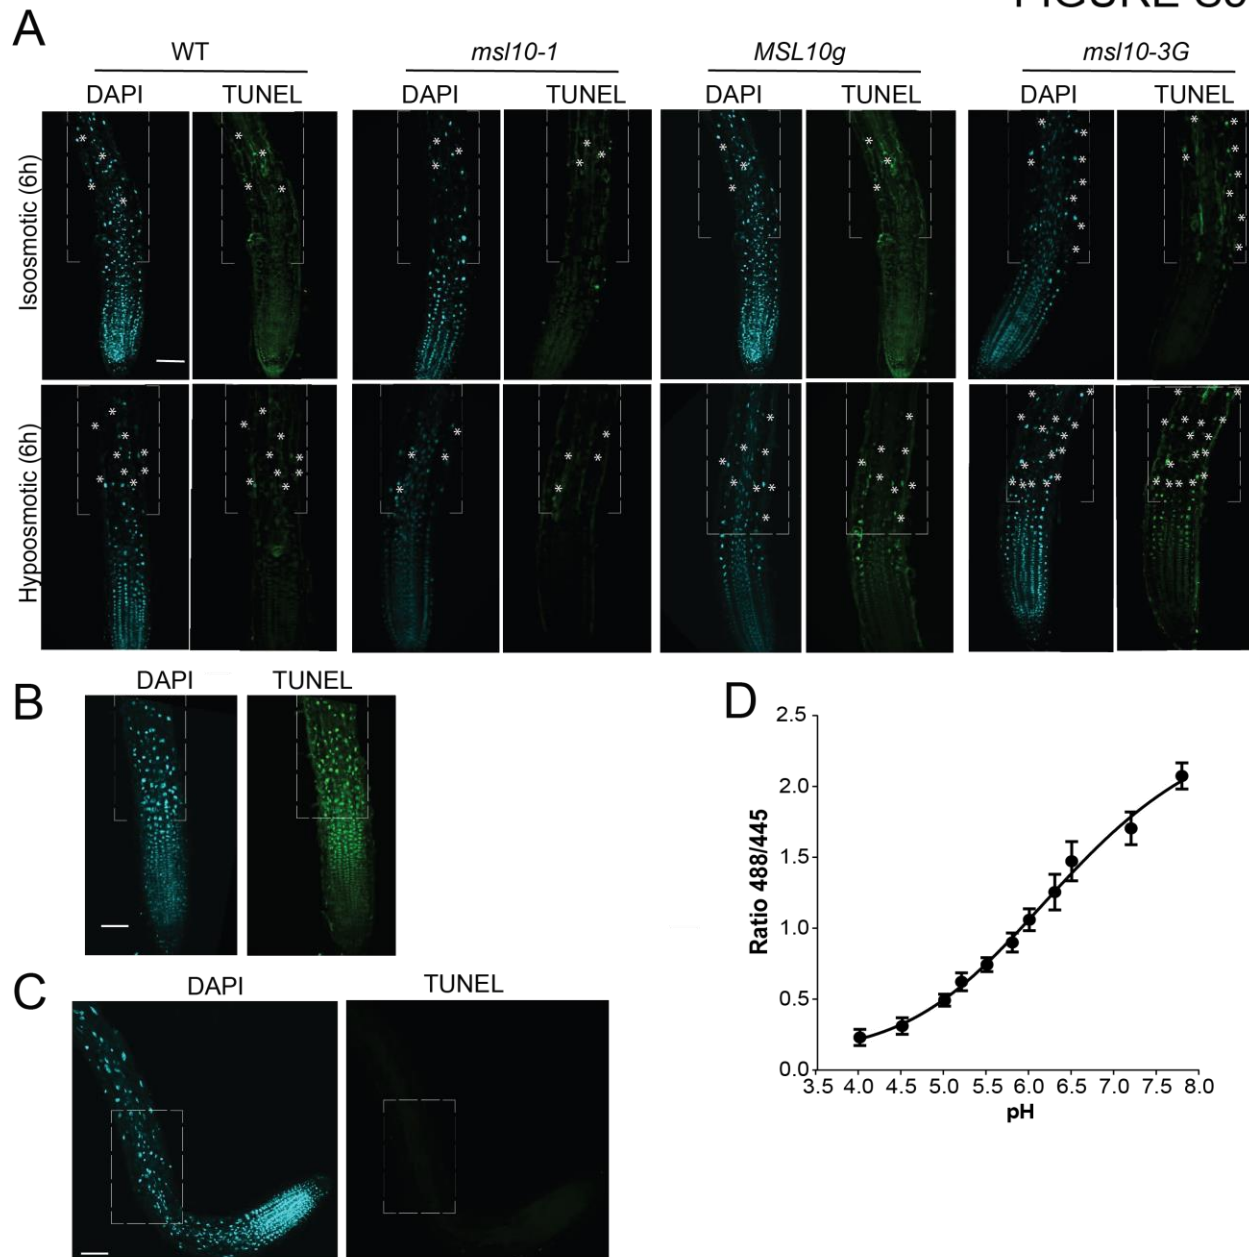 A
WT
msl10-1
MSL10g
msl10-3G
DAPI TUNEL DAPI TUNEL DAPI TUNEL DAPI TUNEL
Isoosmotic (6h)
Hypoosmotic (6h)
B
DAPI TUNEL
C
DAPI TUNEL
D
Ratio 488/445
2.5
2.0
1.5
1.0
0.5
0.0
3.5 4.0 4.5 5.0 5.5 6.0 6.5 7.0 7.5 8.0
pH